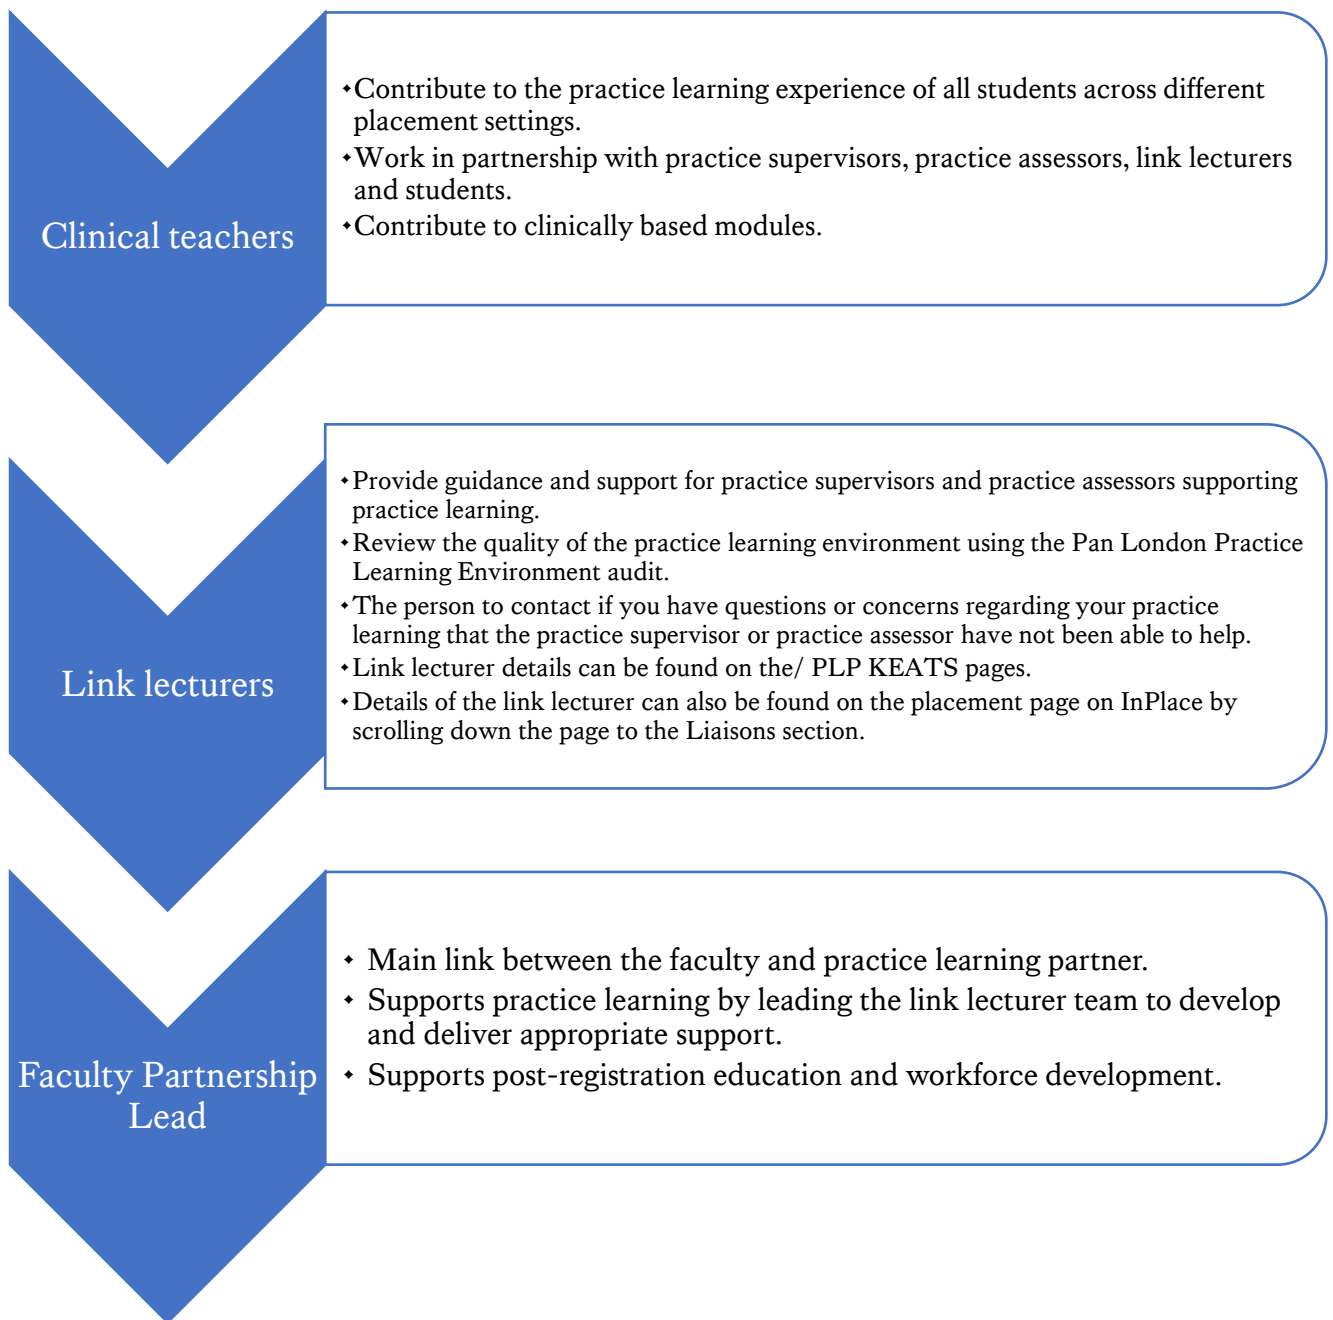 Clinical teachers
⬩Contribute to the practice learning experience of all students across different
placement settings.
⬩Work in partnership with practice supervisors, practice assessors, link lecturers
and students.
⬩Contribute to clinically based modules.
Link lecturers
⬩Provide guidance and support for practice supervisors and practice assessors supporting
practice learning.
⬩Review the quality of the practice learning environment using the Pan London Practice
Learning Environment audit.
⬩The person to contact if you have questions or concerns regarding your practice
learning that the practice supervisor or practice assessor have not been able to help.
⬩Link lecturer details can be found on the/ PLP KEATS pages.
⬩Details of the link lecturer can also be found on the placement page on InPlace by
scrolling down the page to the Liaisons section.
Faculty Partnership
Lead
⬩ Main link between the faculty and practice learning partner.
⬩ Supports practice learning by leading the link lecturer team to develop
and deliver appropriate support.
⬩ Supports post-registration education and workforce development.